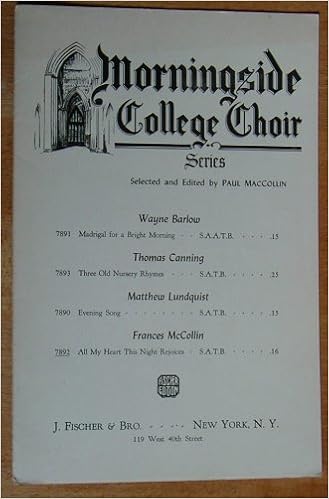 Morningside
College Choir
Series
Selected and Edited by PAUL MacCOLLIN
Wayne Barlow
7891 Madrigal for a Bright Morning - - S.A.A.T.B. - - - - .15
Thomas Canning
7893 Three Old Nursery Rhymes - - S.A.T.B. - - - - .25
Matthew Lundquist
7890 Evening Song - - - - - - - - S.A.T.B. - - - - .15
Frances McCollin
7892 All My Heart This Night Rejoices - S.A.T.B. - - - - .16
J. FISCHER & BRO. - - - - NEW YORK, N. Y.
119 West 40th Street